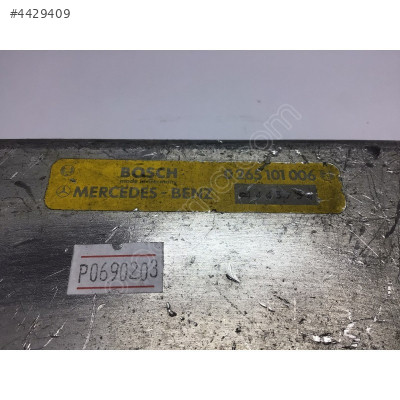 #4429409
BOSCH
0 265 101 006
MERCEDES - BENZ
P0690203